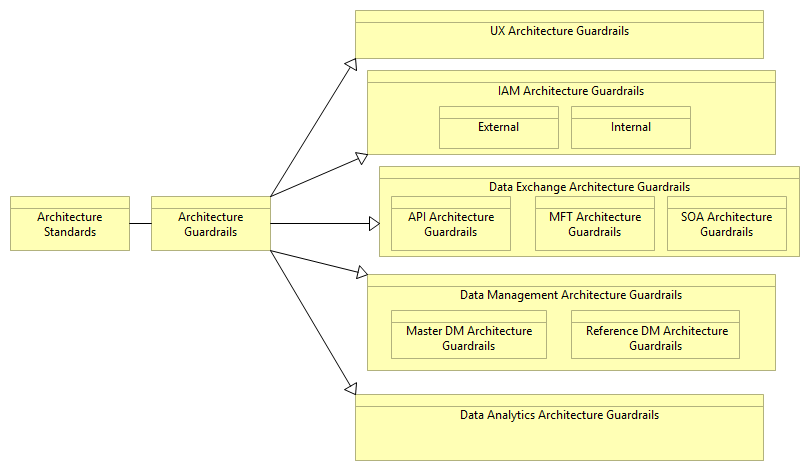 UX Architecture Guardrails
IAM Architecture Guardrails
External
Internal
Data Exchange Architecture Guardrails
API Architecture
Guardrails
MFT Architecture
Guardrails
SOA Architecture
Guardrails
Architecture
Standards
Architecture
Guardrails
Data Management Architecture Guardrails
Master DM Architecture
Guardrails
Reference DM Architecture
Guardrails
Data Analytics Architecture Guardrails